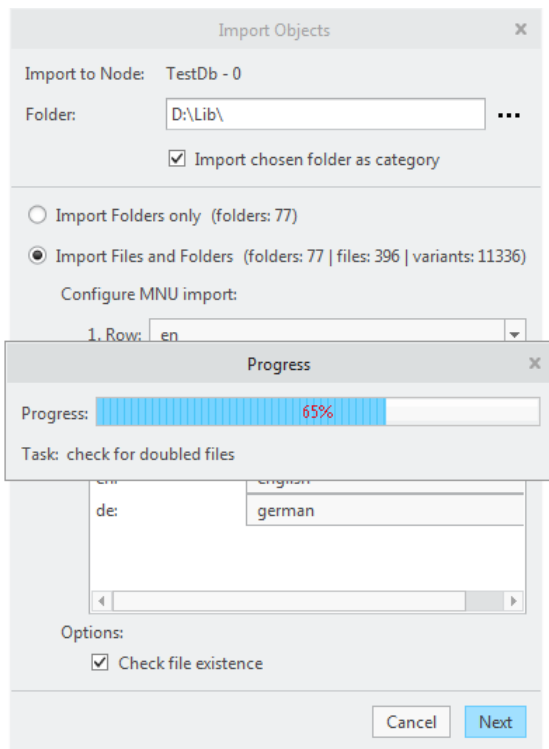 Import Objects
Import to Node: TestDb - 0
Folder: D:\Lib\
Import chosen folder as category
Import Folders only (folders: 77)
Import Files and Folders (folders: 77 | files: 396 | variants: 11336)
Configure MNU import:
1. Row: en
Progress
Progress: 65%
Task: check for doubled files
en: english
de: german
Options:
Check file existence
Cancel Next